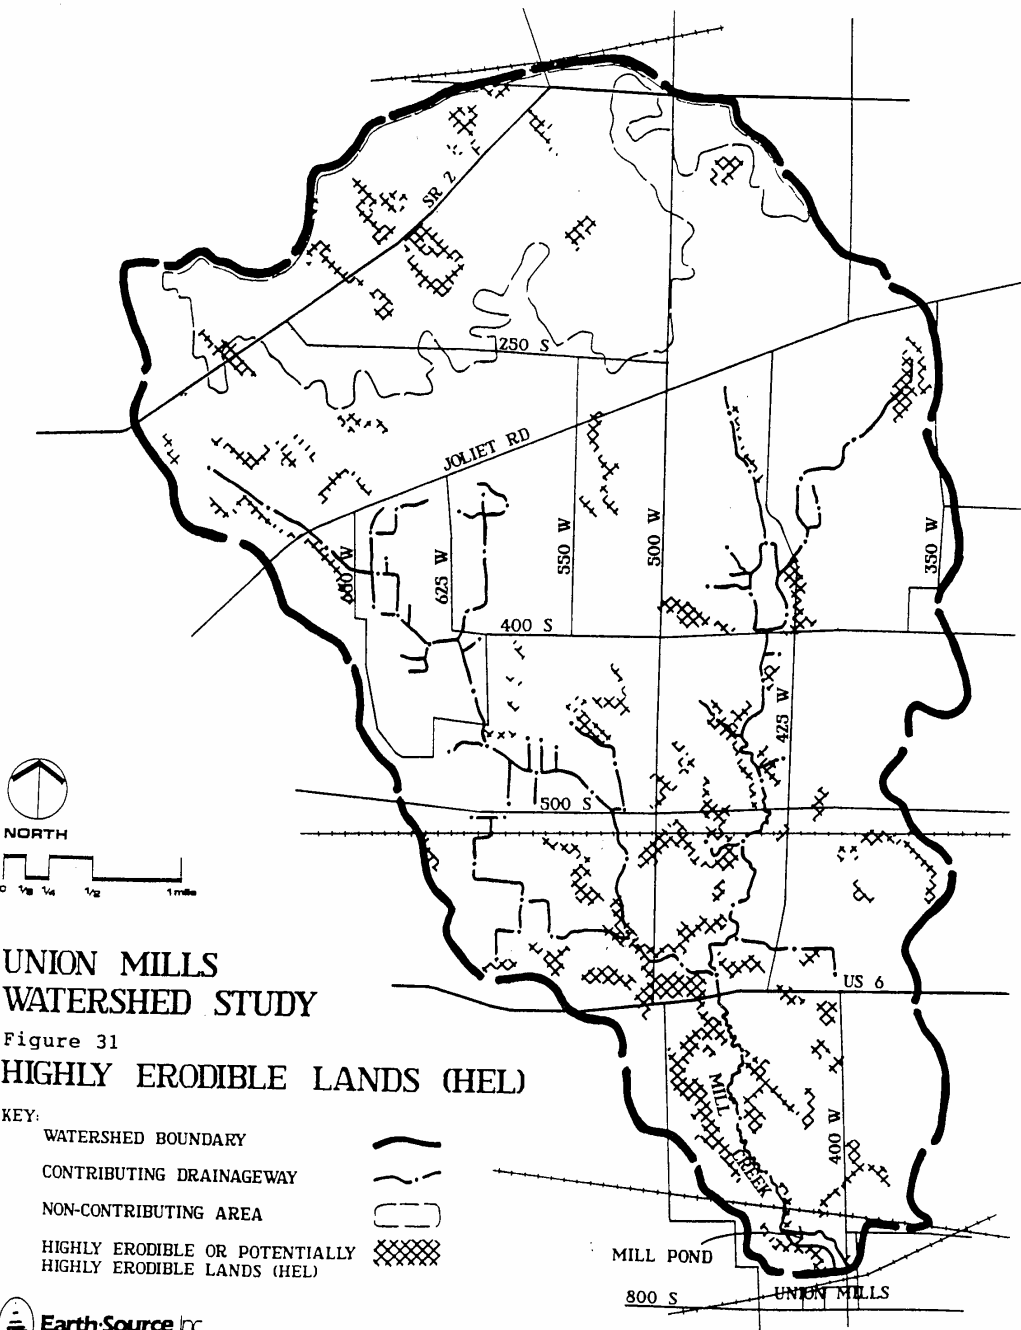 SR 2
250 S
JOLIET RD
650 W
625 W
550 W
500 W
350 W
400 S
425 W
500 S
NORTH
0 1/8 1/4 1/2 1 mile
UNION MILLS
WATERSHED STUDY
Figure 31
HIGHLY ERODIBLE LANDS (HEL)
US 6
MILL CREEK
400 W
KEY:
WATERSHED BOUNDARY
CONTRIBUTING DRAINAGEWAY
NON-CONTRIBUTING AREA
HIGHLY ERODIBLE OR POTENTIALLY
HIGHLY ERODIBLE LANDS (HEL)
MILL POND
UNION MILLS
800 S
Earth·Source Inc